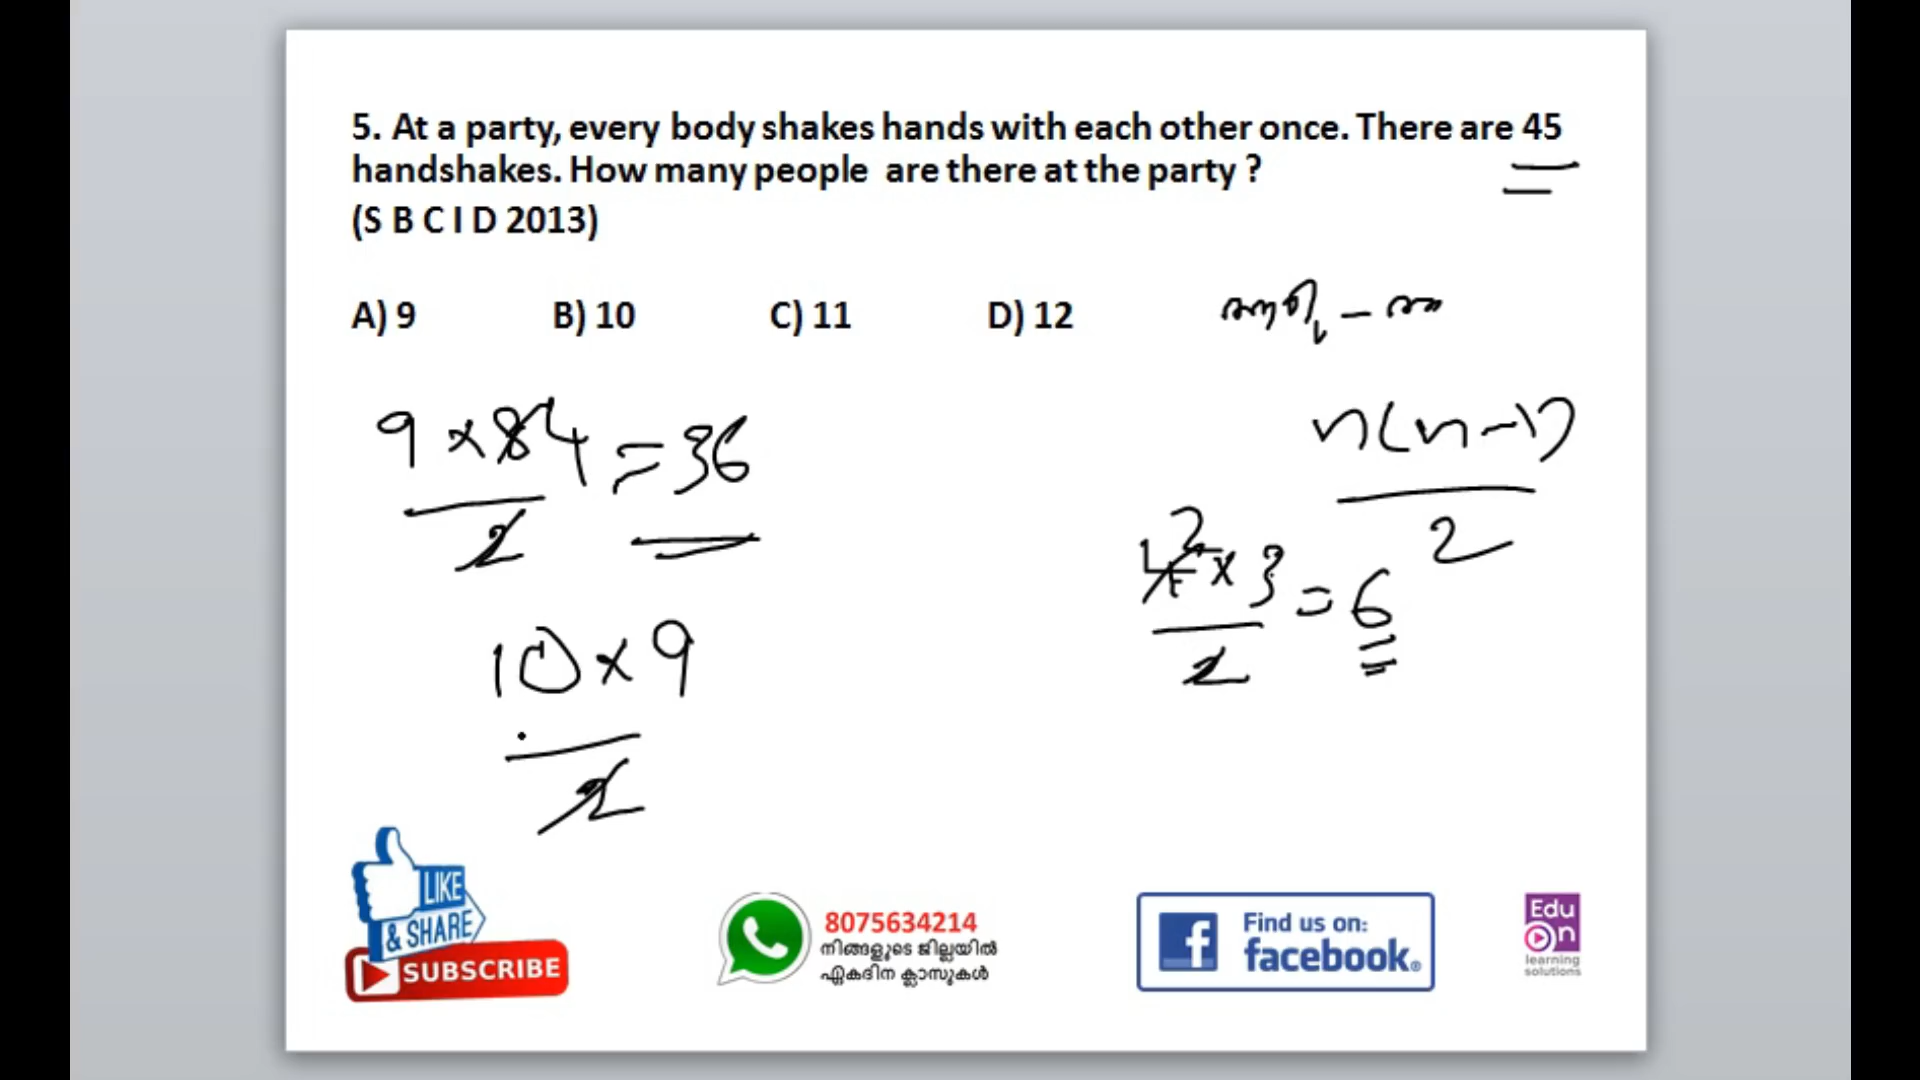 5. At a party, every body shakes hands with each other once. There are 45
handshakes. How many people are there at the party ?
(S B C I D 2013)
A) 9 B) 10 C) 11 D) 12
9 × 8 4 = 36
2
n(n-1)
2
4 2 × 3 = 6
2
10 × 9
2
LIKE
& SHARE
SUBSCRIBE
8075634214
നിങ്ങളുടെ ജില്ലയിൽ
ഏകദിന ക്ലാസുകൾ
Find us on:
facebook®
Edu
On
learning
solutions